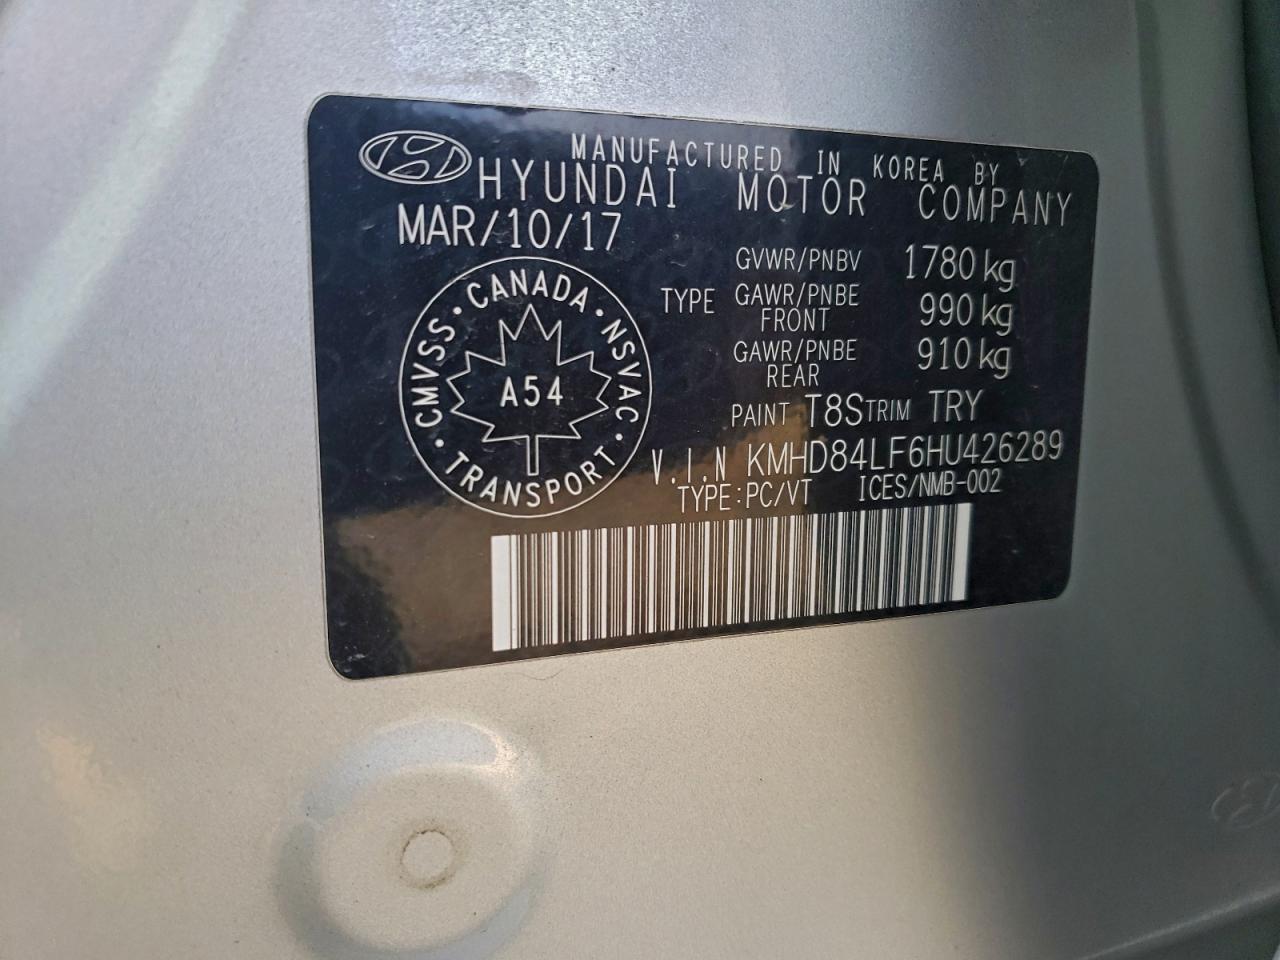 MANUFACTURED IN KOREA BY
HYUNDAI MOTOR COMPANY
MAR/10/17
GVWR/PNBV 1780 kg
TYPE GAWR/PNBE FRONT 990 kg
GAWR/PNBE REAR 910 kg
PAINT T8S TRIM TRY
V.I.N KMHD84LF6HU426289
TYPE:PC/VT ICES/NMB-002
CMVSS · CANADA · NSVAC · TRANSPORT ·
A54